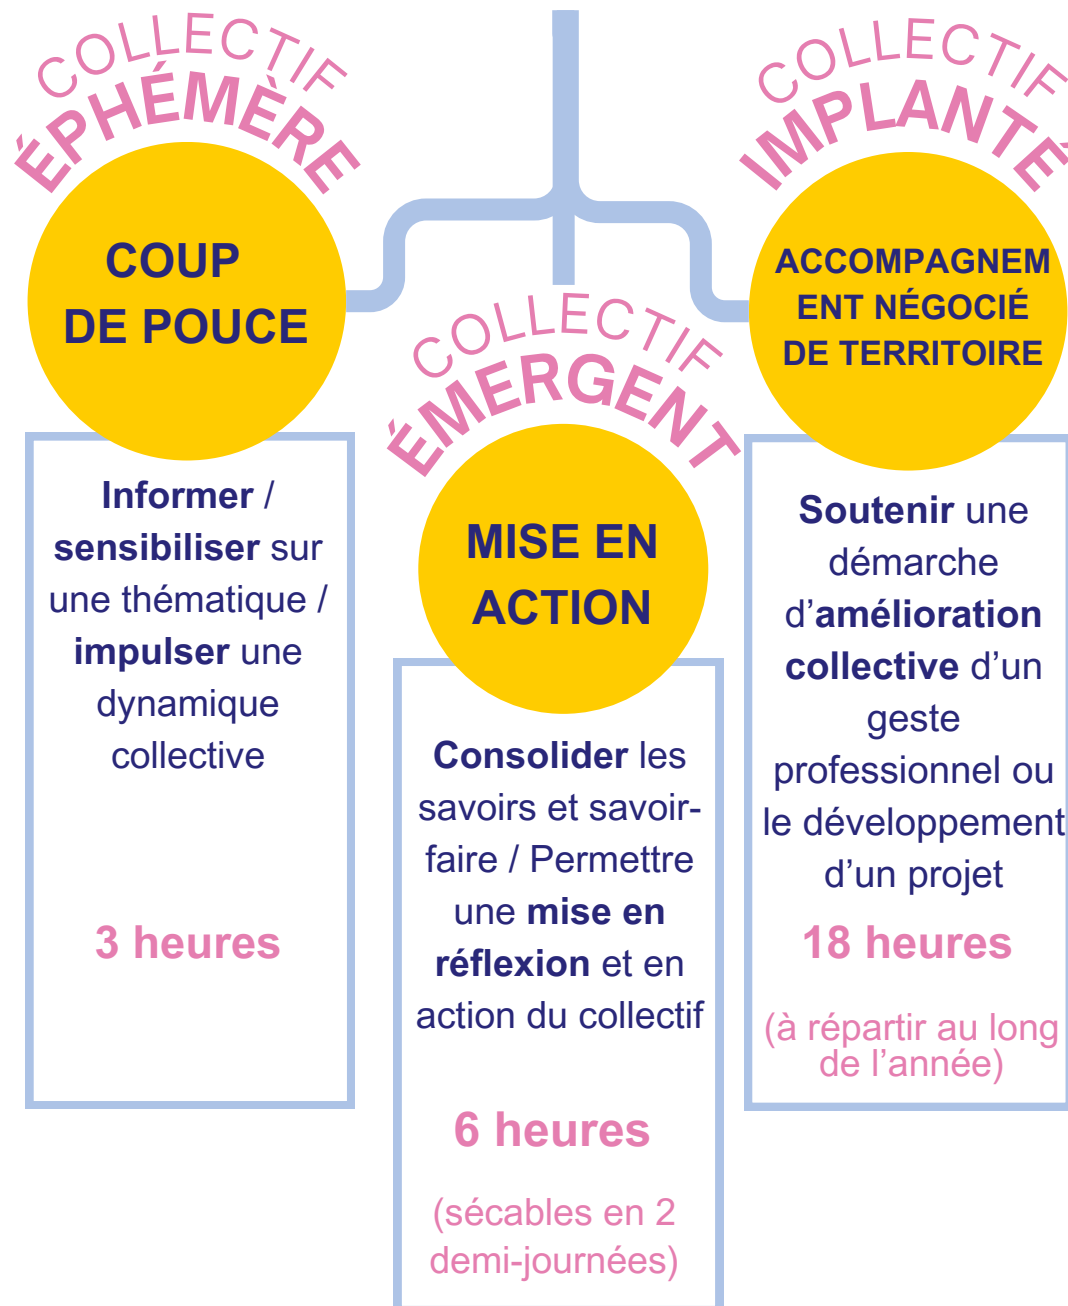 COLLECTIF
ÉPHÉMÈRE
COUP
DE POUCE
Informer /
sensibiliser sur
une thématique /
impulser une
dynamique
collective
3 heures
COLLECTIF
ÉMERGENT
MISE EN
ACTION
Consolider les
savoirs et savoir-
faire / Permettre
une mise en
réflexion et en
action du collectif
6 heures
(sécables en 2
demi-journées)
COLLECTIF
IMPLANTÉ
ACCOMPAGNEM
ENT NÉGOCIÉ
DE TERRITOIRE
Soutenir une
démarche
d’amélioration
collective d’un
geste
professionnel ou
le développement
d’un projet
18 heures
(à répartir au long
de l’année)